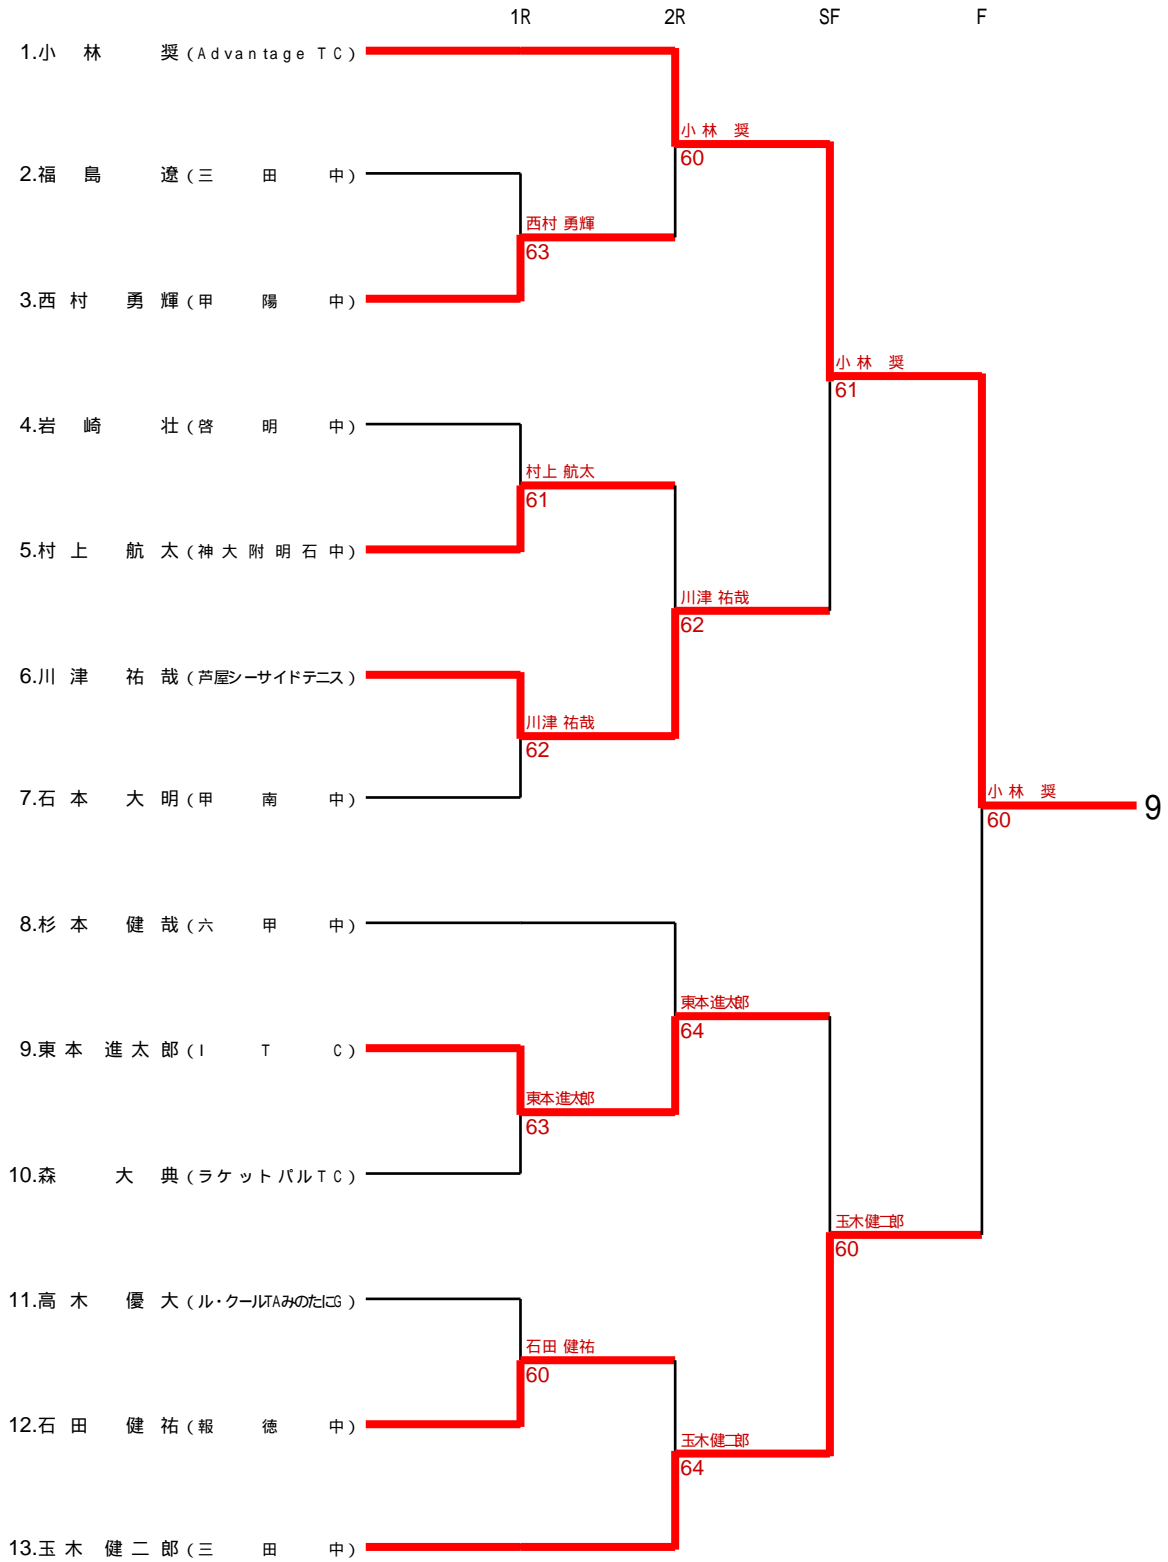 1R 2R SF F
1.小 林 奨 (Advantage TC)
小 林 奨
60
2.福 島 遼 (三 田 中)
西村 勇輝
63
3.西 村 勇 輝 (甲 陽 中)
小 林 奨
61
4.岩 崎 壮 (啓 明 中)
村上 航太
61
5.村 上 航 太 (神 大 附 明 石 中)
川津 祐哉
62
6.川 津 祐 哉 (芦屋シーサイドテニス)
川津 祐哉
62
7.石 本 大 明 (甲 南 中)
小 林 奨
60
9
8.杉 本 健 哉 (六 甲 中)
東本進太郎
64
9.東 本 進 太 郎 (I T C)
東本進太郎
63
10.森 大 典 (ラケットパルTC)
玉木健二郎
60
11.高 木 優 大 (ル・クールTAみのたにG)
石田 健祐
60
12.石 田 健 祐 (報 徳 中)
玉木健二郎
64
13.玉 木 健 二 郎 (三 田 中)